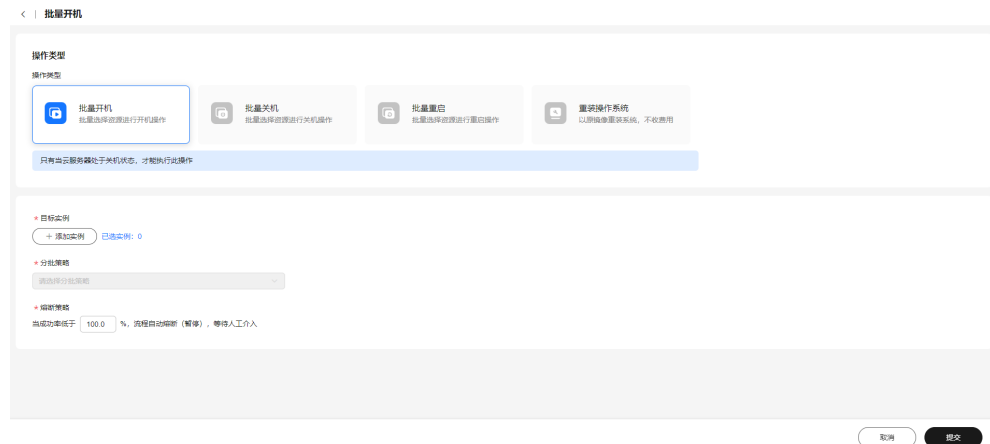 批量开机
操作类型
操作类型
批量开机
批量选择资源进行开机操作
批量关机
批量选择资源进行关机操作
批量重启
批量选择资源进行重启操作
重装操作系统
以原镜像重装系统，不收费用
只有当云服务器处于关机状态，才能执行此操作
* 目标实例
+ 添加实例 已选实例：0
* 分批策略
请选择分批策略
* 熔断策略
当成功率低于 100.0 %，流程自动熔断（暂停），等待人工介入
取消 提交